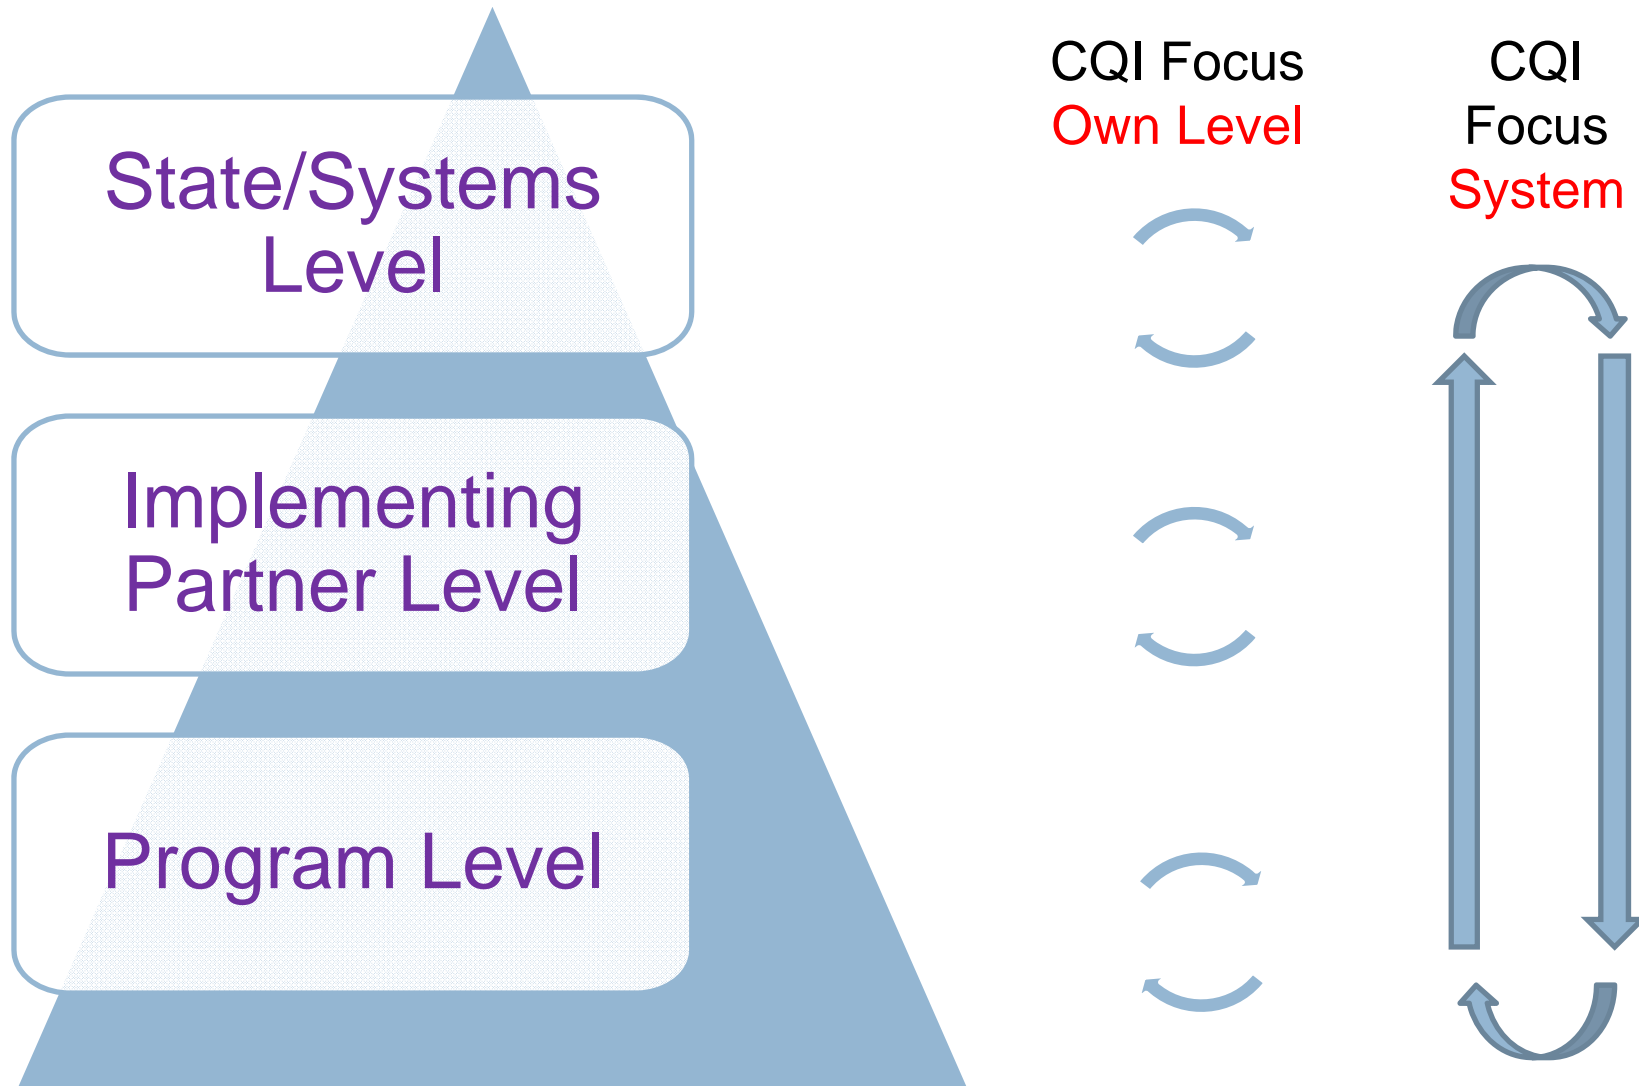 CQI Focus
Own Level
CQI
Focus
System
State/Systems
Level
Implementing
Partner Level
Program Level